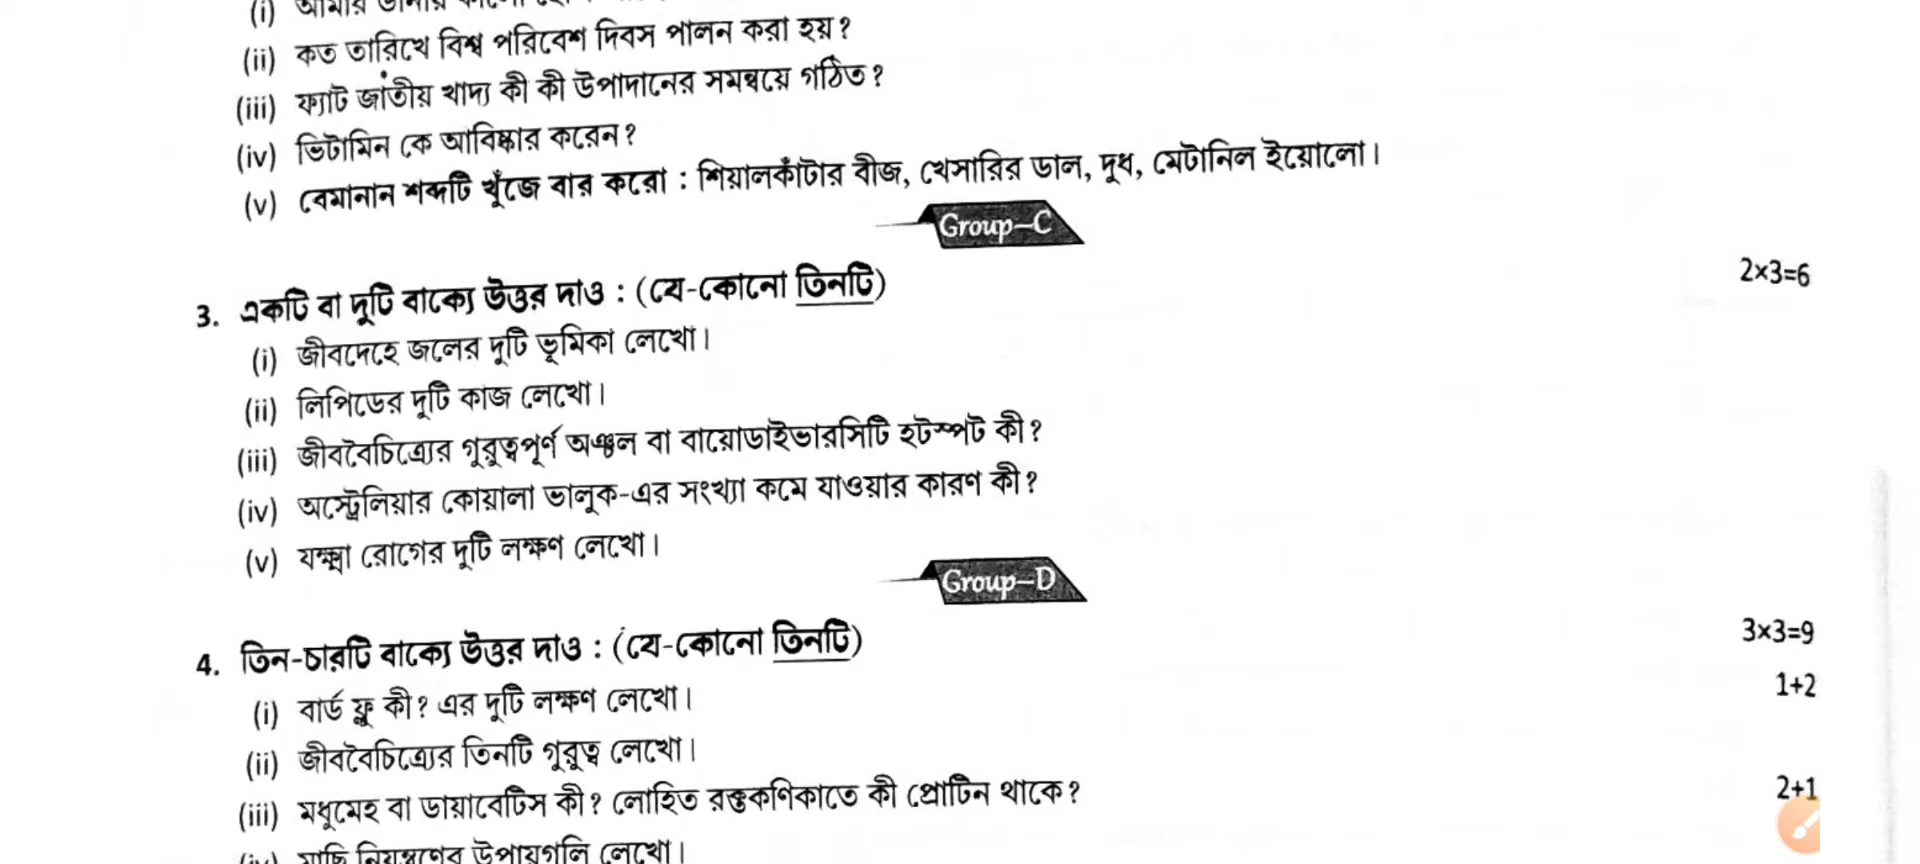 (i) আমার
(ii) কত তারিখে বিশ্ব পরিবেশ দিবস পালন করা হয়?
(iii) ফ্যাট জাতীয় খাদ্য কী কী উপাদানের সমন্বয়ে গঠিত?
(iv) ভিটামিন কে আবিষ্কার করেন?
(v) বেমানান শব্দটি খুঁজে বার করো : শিয়ালকাঁটার বীজ, খেসারির ডাল, দুধ, মেটানিল ইয়োলো।
Group–C
3. একটি বা দুটি বাক্যে উত্তর দাও : (যে-কোনো তিনটি) 2×3=6
(i) জীবদেহে জলের দুটি ভূমিকা লেখো।
(ii) লিপিডের দুটি কাজ লেখো।
(iii) জীববৈচিত্র্যের গুরুত্বপূর্ণ অঞ্চল বা বায়োডাইভারসিটি হটস্পট কী?
(iv) অস্ট্রেলিয়ার কোয়ালা ভালুক-এর সংখ্যা কমে যাওয়ার কারণ কী?
(v) যক্ষ্মা রোগের দুটি লক্ষণ লেখো।
Group–D
4. তিন-চারটি বাক্যে উত্তর দাও : (যে-কোনো তিনটি) 3×3=9
(i) বার্ড ফ্লু কী? এর দুটি লক্ষণ লেখো। 1+2
(ii) জীববৈচিত্র্যের তিনটি গুরুত্ব লেখো।
(iii) মধুমেহ বা ডায়াবেটিস কী? লোহিত রক্তকণিকাতে কী প্রোটিন থাকে? 2+1
(iv) মাছি নিয়ন্ত্রণের উপায়গুলি লেখো।